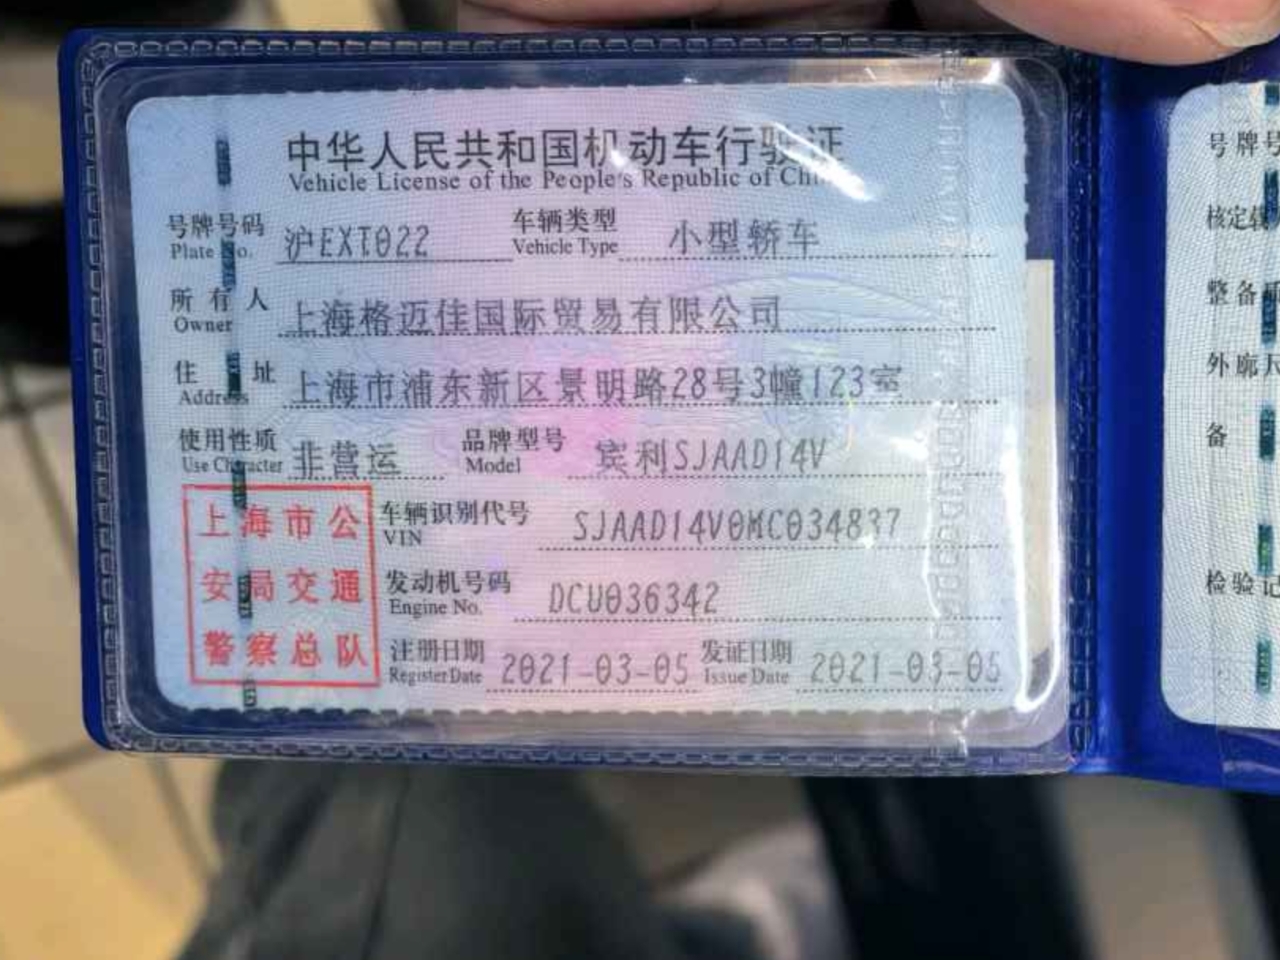 中华人民共和国机动车行驶证
Vehicle License of the People's Republic of China
号牌号码 沪EXT022 车辆类型 小型轿车
Plate No. Vehicle Type
所有人 上海格迈佳国际贸易有限公司
Owner
住址 上海市浦东新区景明路28号3幢123室
Address
使用性质 非营运 品牌型号 宾利SJAAD14V
Use Character Model
上海市公
安局交通
警察总队
车辆识别代号 SJAAD14V0MC034837
VIN
发动机号码 DCU036342
Engine No.
注册日期 2021-03-05 发证日期 2021-03-05
Register Date Issue Date
号牌号
核定载
整备
外廓尺
备
检验记